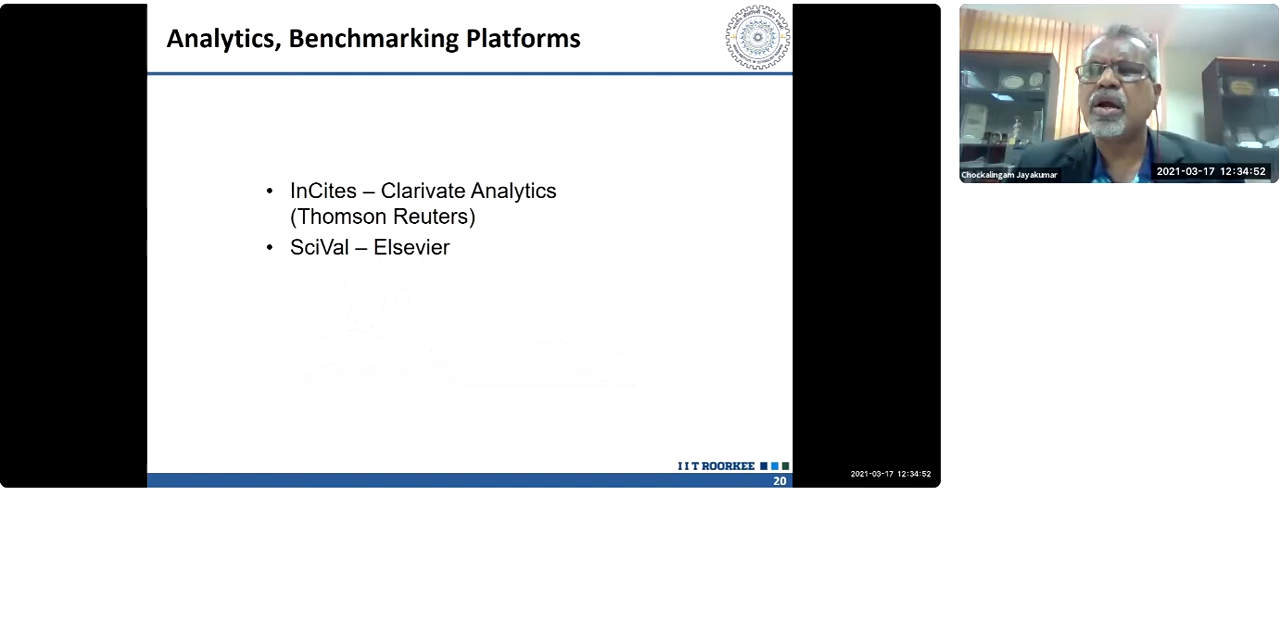 Analytics, Benchmarking Platforms
• InCites – Clarivate Analytics
(Thomson Reuters)
• SciVal – Elsevier
I I T ROORKEE
20
2021-03-17 12:34:52
Chockalingam Jayakumar
2021-03-17 12:34:52